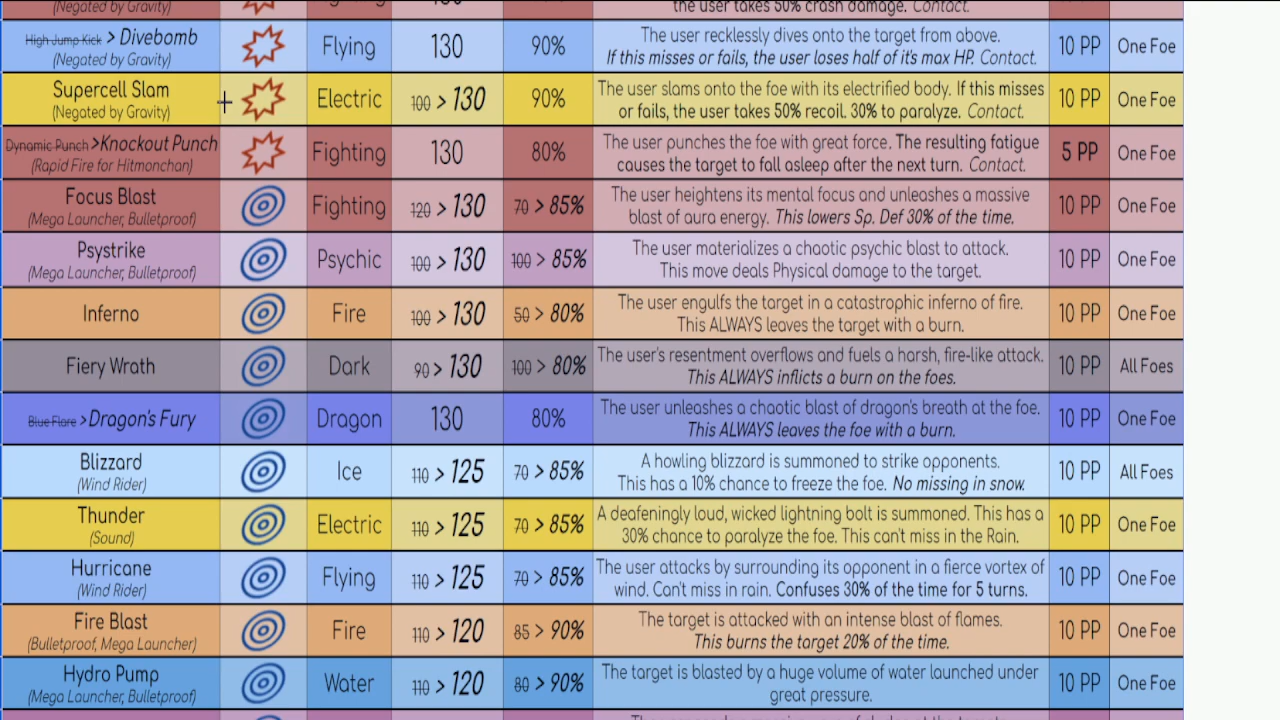 (Negated by Gravity) the user takes 50% crash damage. Contact.
High Jump Kick > Divebomb
(Negated by Gravity)
Flying
130
90%
The user recklessly dives onto the target from above.
If this misses or fails, the user loses half of it's max HP. Contact.
10 PP
One Foe
Supercell Slam
(Negated by Gravity)
Electric
100 > 130
90%
The user slams onto the foe with its electrified body. If this misses
or fails, the user takes 50% recoil. 30% to paralyze. Contact.
10 PP
One Foe
Dynamic Punch >Knockout Punch
(Rapid Fire for Hitmonchan)
Fighting
130
80%
The user punches the foe with great force. The resulting fatigue
causes the target to fall asleep after the next turn. Contact.
5 PP
One Foe
Focus Blast
(Mega Launcher, Bulletproof)
Fighting
120 > 130
70 > 85%
The user heightens its mental focus and unleashes a massive
blast of aura energy. This lowers Sp. Def 30% of the time.
10 PP
One Foe
Psystrike
(Mega Launcher, Bulletproof)
Psychic
100 > 130
100 > 85%
The user materializes a chaotic psychic blast to attack.
This move deals Physical damage to the target.
10 PP
One Foe
Inferno
Fire
100 > 130
50 > 80%
The user engulfs the target in a catastrophic inferno of fire.
This ALWAYS leaves the target with a burn.
10 PP
One Foe
Fiery Wrath
Dark
90 > 130
100 > 80%
The user's resentment overflows and fuels a harsh, fire-like attack.
This ALWAYS inflicts a burn on the foes.
10 PP
All Foes
Blue Flare >Dragon's Fury
Dragon
130
80%
The user unleashes a chaotic blast of dragon's breath at the foe.
This ALWAYS leaves the foe with a burn.
10 PP
One Foe
Blizzard
(Wind Rider)
Ice
110 > 125
70 > 85%
A howling blizzard is summoned to strike opponents.
This has a 10% chance to freeze the foe. No missing in snow.
10 PP
All Foes
Thunder
(Sound)
Electric
110 > 125
70 > 85%
A deafeningly loud, wicked lightning bolt is summoned. This has a
30% chance to paralyze the foe. This can't miss in the Rain.
10 PP
One Foe
Hurricane
(Wind Rider)
Flying
110 > 125
70 > 85%
The user attacks by surrounding its opponent in a fierce vortex of
wind. Can't miss in rain. Confuses 30% of the time for 5 turns.
10 PP
One Foe
Fire Blast
(Bulletproof, Mega Launcher)
Fire
110 > 120
85 > 90%
The target is attacked with an intense blast of flames.
This burns the target 20% of the time.
10 PP
One Foe
Hydro Pump
(Mega Launcher, Bulletproof)
Water
110 > 120
80 > 90%
The target is blasted by a huge volume of water launched under
great pressure.
10 PP
One Foe